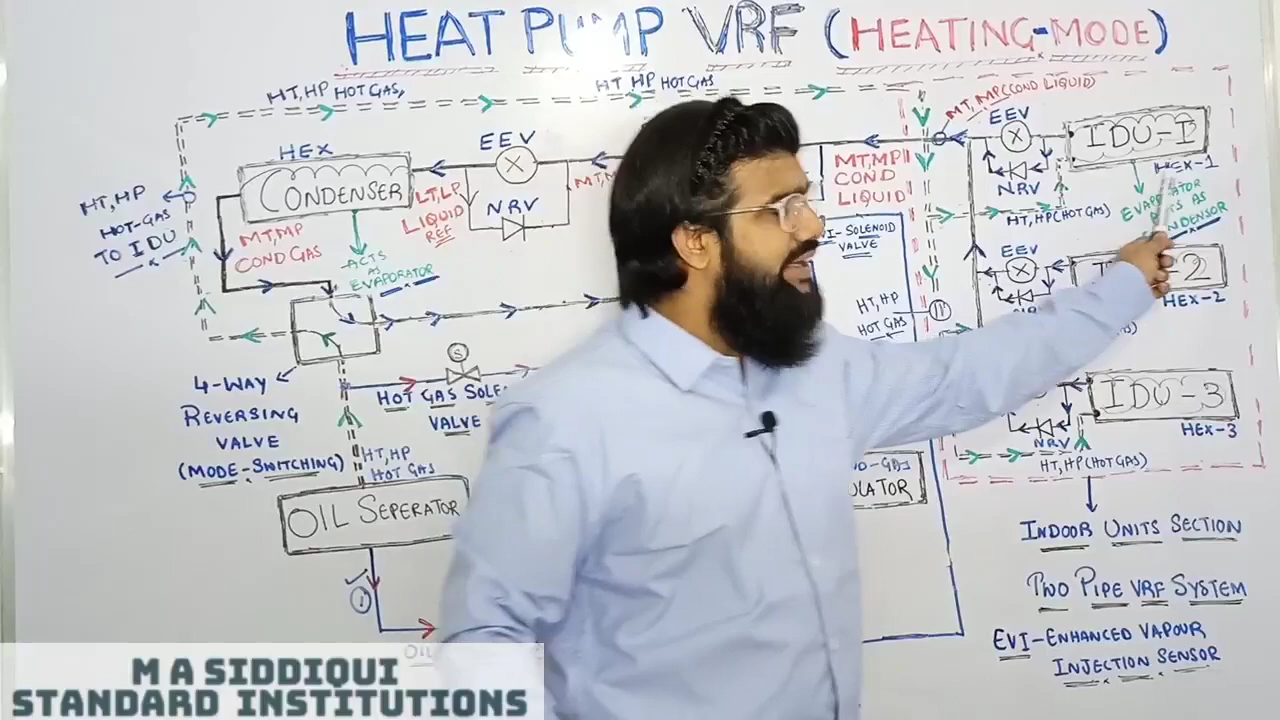 HEAT PUMP VRF (HEATING-MODE)
HT, HP HOT GAS,
HT HP HOT GAS
MT, MP (COND LIQUID)
HEX
EEV
EEV
IDU-I
CONDENSER
HEX-1
HT, HP
HOT-GAS
TO IDU
MT, MP
COND GAS
LT, LP
LIQUID
REF
NRV
MT, MP
COND
LIQUID
NRV
HT, HP (HOT GAS)
ACTS
AS
EVAPORATOR
SOLENOID
VALVE
EEV
HEX-2
HT, HP
HOT GAS
11
4-WAY
REVERSING
VALVE
(MODE-SWITCHING)
S
HOT GAS
VALVE
IDU-3
NRV
HEX-3
HT, HP (HOT GAS)
HT, HP
HOT GAS
OIL SEPERATOR
INDOOR UNITS SECTION
TWO PIPE VRF SYSTEM
EVI-ENHANCED VAPOUR
INJECTION SENSOR
1
M A SIDDIQUI
STANDARD INSTITUTIONS